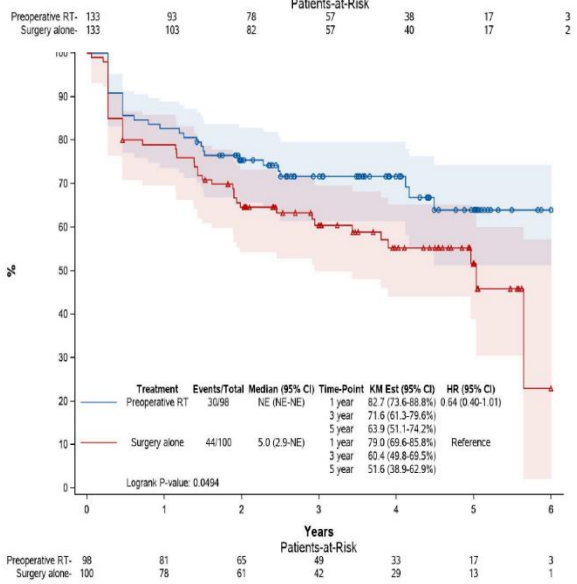 Patients-at-Risk
Preoperative RT- 133 93 78 57 38 17 3
Surgery alone- 133 103 82 57 40 17 2
100
90
80
70
60
50
40
30
20
10
0
%
Treatment Events/Total Median (95% CI) Time-Point KM Est (95% CI) HR (95% CI)
Preoperative RT 30/98 NE (NE-NE) 1 year 82.7 (73.6-88.8%) 0.64 (0.40-1.01)
3 year 71.6 (61.3-79.6%)
5 year 63.9 (51.1-74.2%)
Surgery alone 44/100 5.0 (2.9-NE) 1 year 79.0 (69.6-85.8%) Reference
3 year 60.4 (49.8-69.5%)
5 year 51.6 (38.9-62.9%)
Logrank P-value: 0.0494
0 1 2 3 4 5 6
Years
Patients-at-Risk
Preoperative RT- 98 81 65 49 33 17 3
Surgery alone- 100 78 61 42 29 13 1